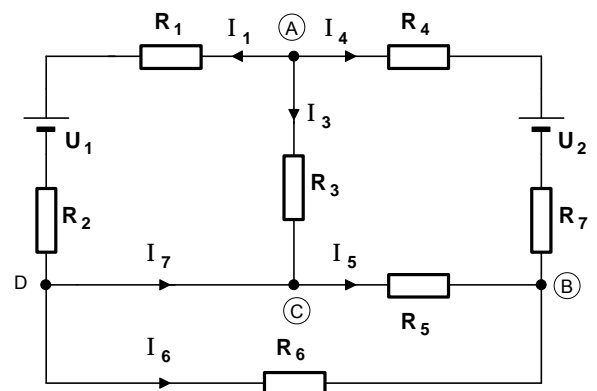 R1 I1 A I4 R4
I3
U1 U2
R3
R2 R7
D I7 I5 B
C
R5
I6 R6